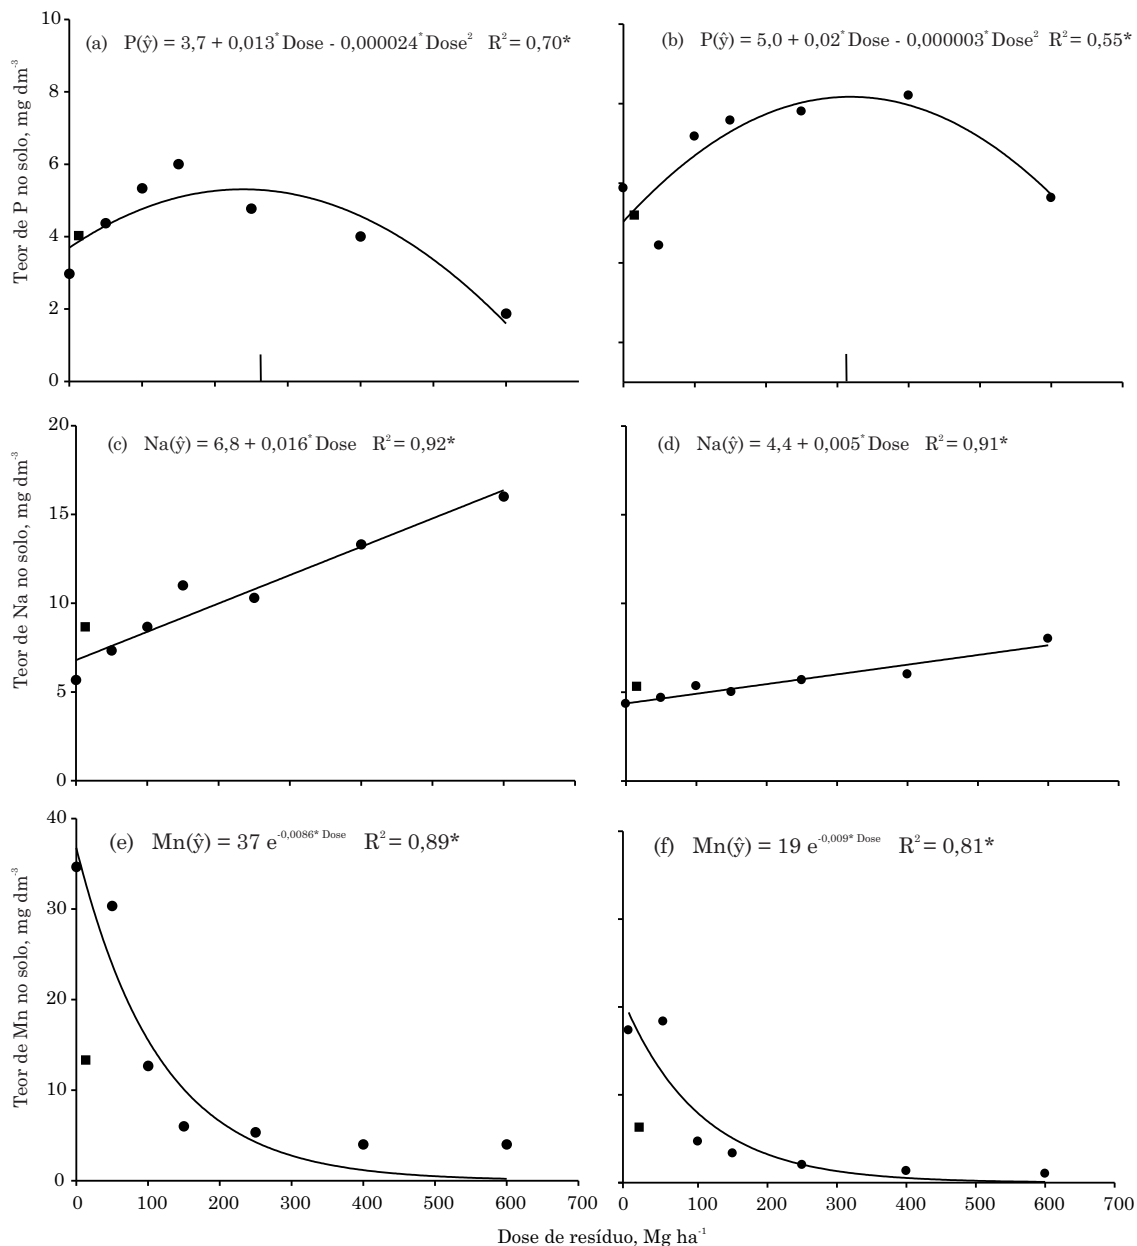 10
(a) P(ŷ) = 3,7 + 0,013* Dose - 0,000024* Dose² R² = 0,70*
(b) P(ŷ) = 5,0 + 0,02* Dose - 0,000003* Dose² R² = 0,55*
8
6
4
2
0
Teor de P no solo, mg dm⁻³
20
(c) Na(ŷ) = 6,8 + 0,016* Dose R² = 0,92*
(d) Na(ŷ) = 4,4 + 0,005* Dose R² = 0,91*
15
10
5
0
Teor de Na no solo, mg dm⁻³
40
(e) Mn(ŷ) = 37 e⁻⁰,⁰⁰⁸⁶* ᴰᵒˢᵉ R² = 0,89*
(f) Mn(ŷ) = 19 e⁻⁰,⁰⁰⁹* ᴰᵒˢᵉ R² = 0,81*
30
20
10
0
Teor de Mn no solo, mg dm⁻³
0 100 200 300 400 500 600 700
0 100 200 300 400 500 600 700
Dose de resíduo, Mg ha⁻¹